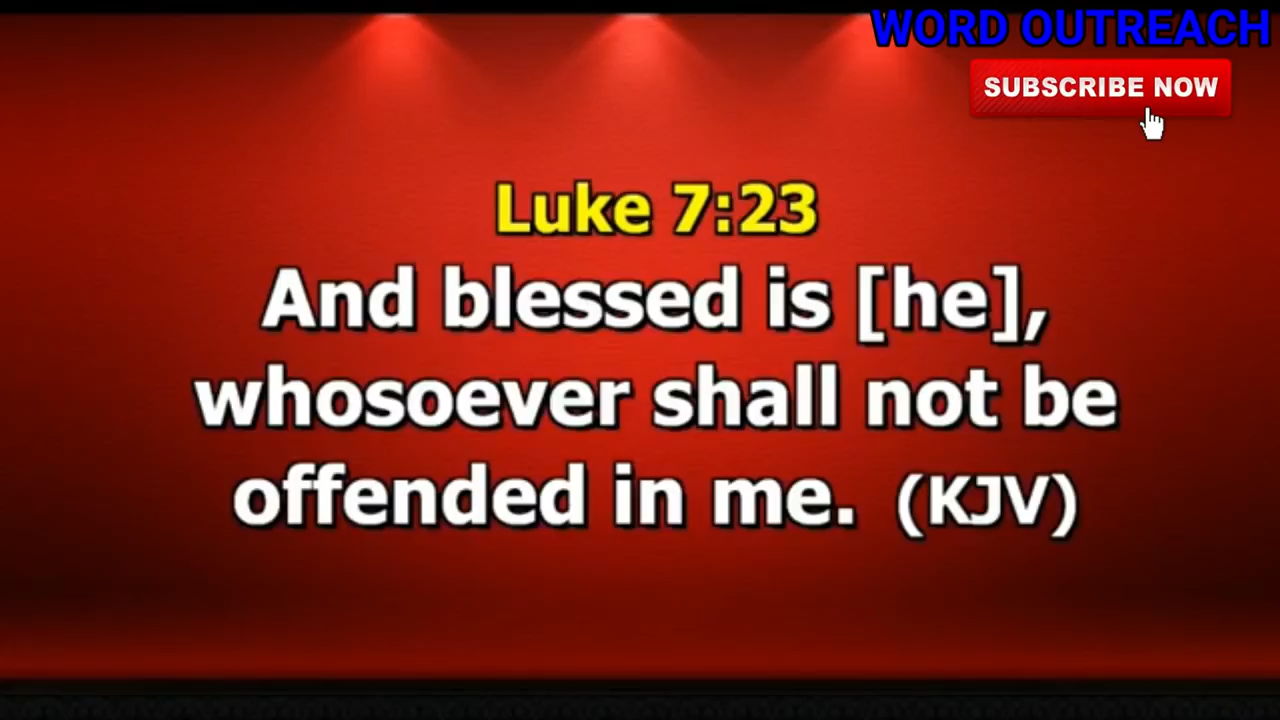 WORD OUTREACH
SUBSCRIBE NOW
Luke 7:23
And blessed is [he],
whosoever shall not be
offended in me. (KJV)